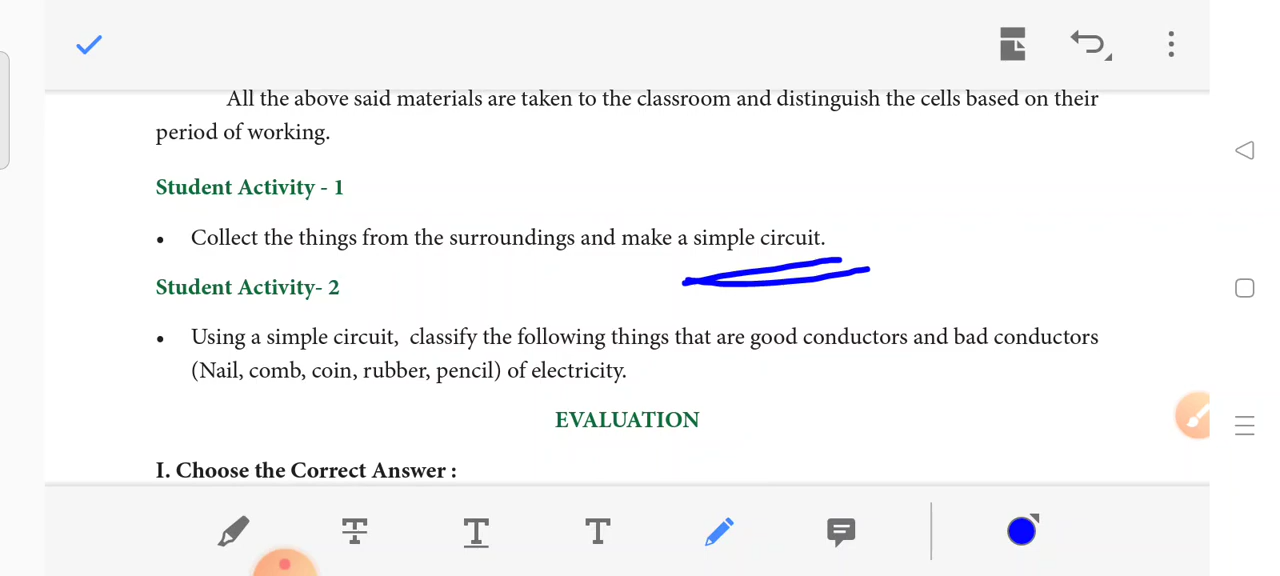 All the above said materials are taken to the classroom and distinguish the cells based on their
period of working.
Student Activity - 1
• Collect the things from the surroundings and make a simple circuit.
Student Activity- 2
• Using a simple circuit, classify the following things that are good conductors and bad conductors
(Nail, comb, coin, rubber, pencil) of electricity.
EVALUATION
I. Choose the Correct Answer :